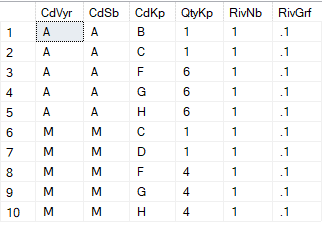 CdVyr CdSb CdKp QtyKp RivNb RivGrf
1 A A B 1 1 .1
2 A A C 1 1 .1
3 A A F 6 1 .1
4 A A G 6 1 .1
5 A A H 6 1 .1
6 M M C 1 1 .1
7 M M D 1 1 .1
8 M M F 4 1 .1
9 M M G 4 1 .1
10 M M H 4 1 .1